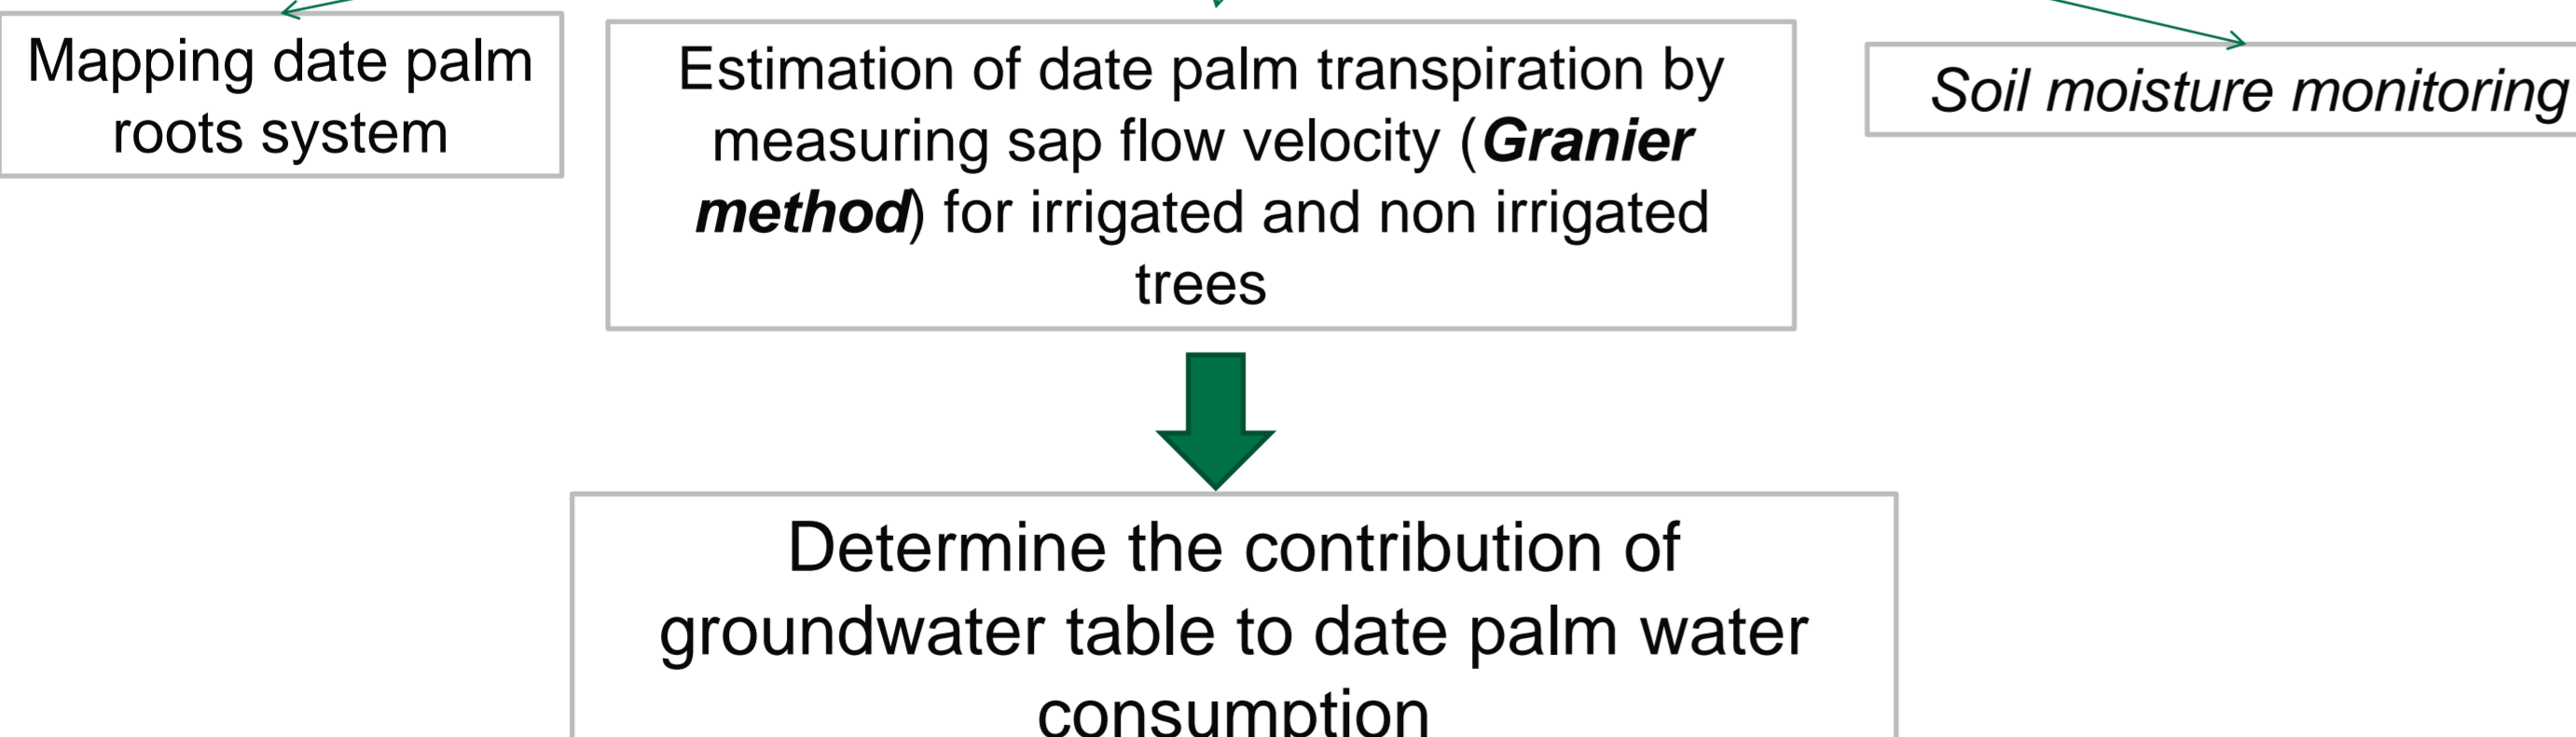 Mapping date palm
roots system
Estimation of date palm transpiration by
measuring sap flow velocity (Granier
method) for irrigated and non irrigated
trees
Soil moisture monitoring
Determine the contribution of
groundwater table to date palm water
consumption